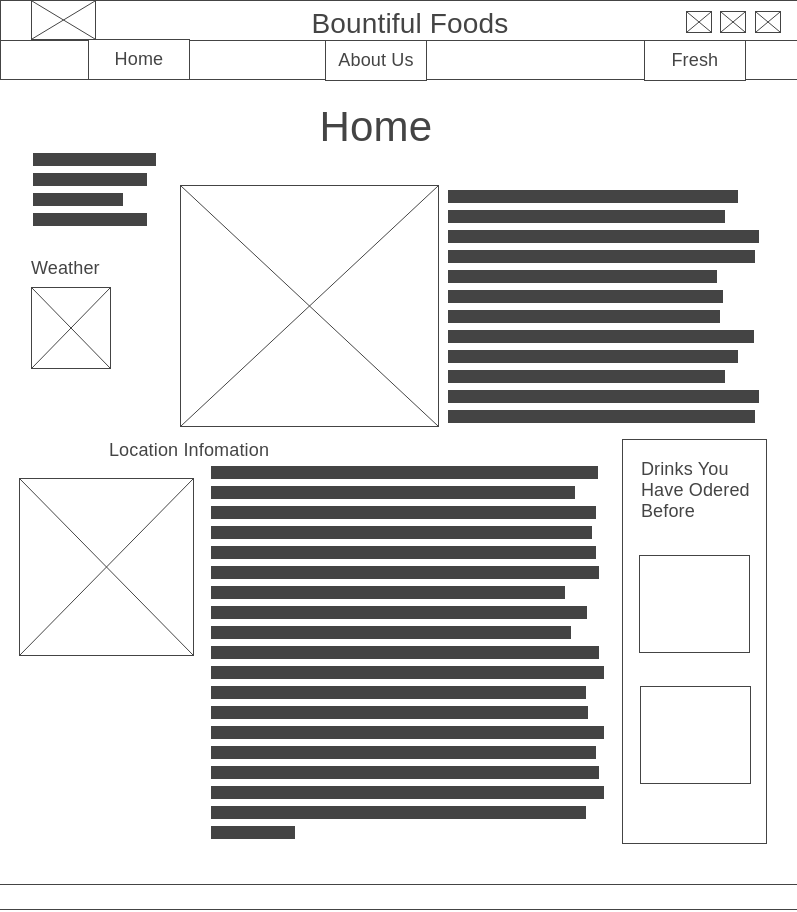 Bountiful Foods
Home
About Us
Fresh
Home
Weather
Location Infomation
Drinks You
Have Odered
Before